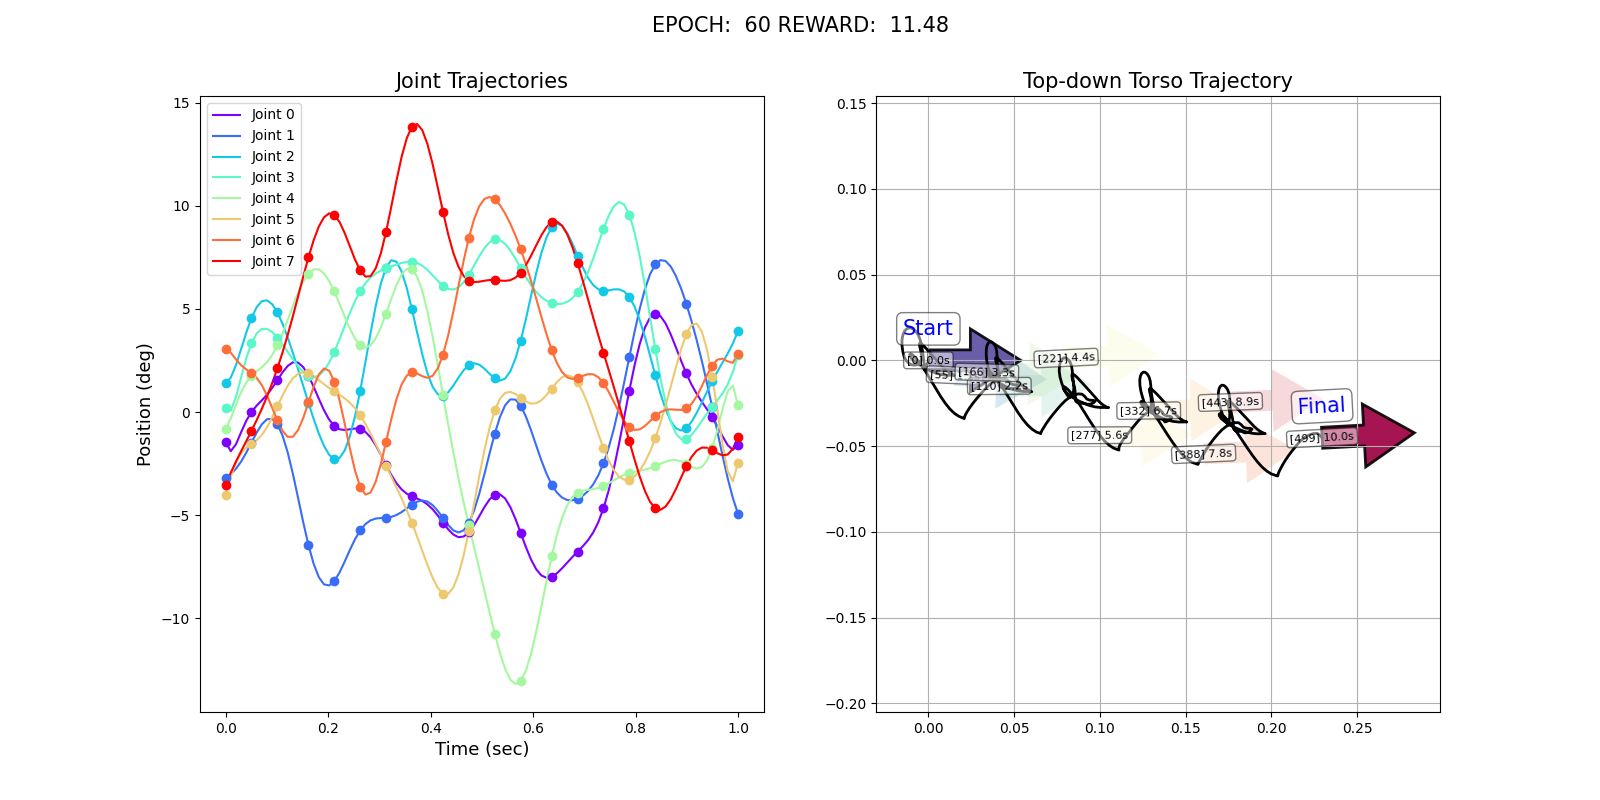 EPOCH:  60 REWARD:  11.48
Joint Trajectories
Position (deg)
15
10
5
0
−5
−10
Joint 0
Joint 1
Joint 2
Joint 3
Joint 4
Joint 5
Joint 6
Joint 7
0.0
0.2
0.4
0.6
0.8
1.0
Time (sec)
Top-down Torso Trajectory
0.15
0.10
0.05
0.00
−0.05
−0.10
−0.15
−0.20
Start
[0] 0.0s
[55]
[166] 3.3s
[110] 2.2s
[221] 4.4s
[277] 5.6s
[332] 6.7s
[388] 7.8s
[443] 8.9s
Final
[499] 10.0s
0.00
0.05
0.10
0.15
0.20
0.25